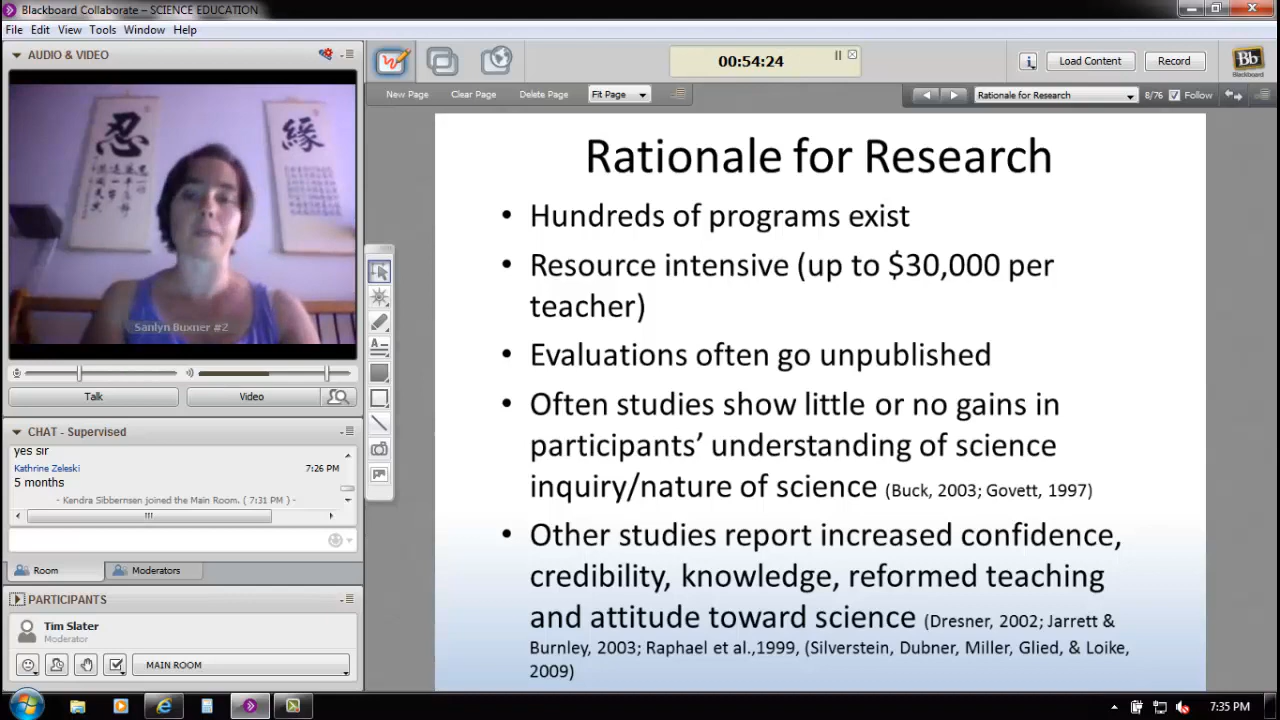 Blackboard Collaborate - SCIENCE EDUCATION
File Edit View Tools Window Help
AUDIO & VIDEO
忍
緣
Sanlyn Buxner #2
Talk
Video
CHAT - Supervised
yes sir
Kathrine Zeleski 7:26 PM
5 months
- Kendra Sibbernsen joined the Main Room. ( 7:31 PM ) -
Room
Moderators
PARTICIPANTS
Tim Slater
Moderator
MAIN ROOM
00:54:24
Load Content
Record
Bb
Blackboard
New Page Clear Page Delete Page Fit Page
Rationale for Research 8/76 Follow
Rationale for Research
• Hundreds of programs exist
• Resource intensive (up to $30,000 per
teacher)
• Evaluations often go unpublished
• Often studies show little or no gains in
participants’ understanding of science
inquiry/nature of science (Buck, 2003; Govett, 1997)
• Other studies report increased confidence,
credibility, knowledge, reformed teaching
and attitude toward science (Dresner, 2002; Jarrett &
Burnley, 2003; Raphael et al.,1999, (Silverstein, Dubner, Miller, Glied, & Loike,
2009)
7:35 PM